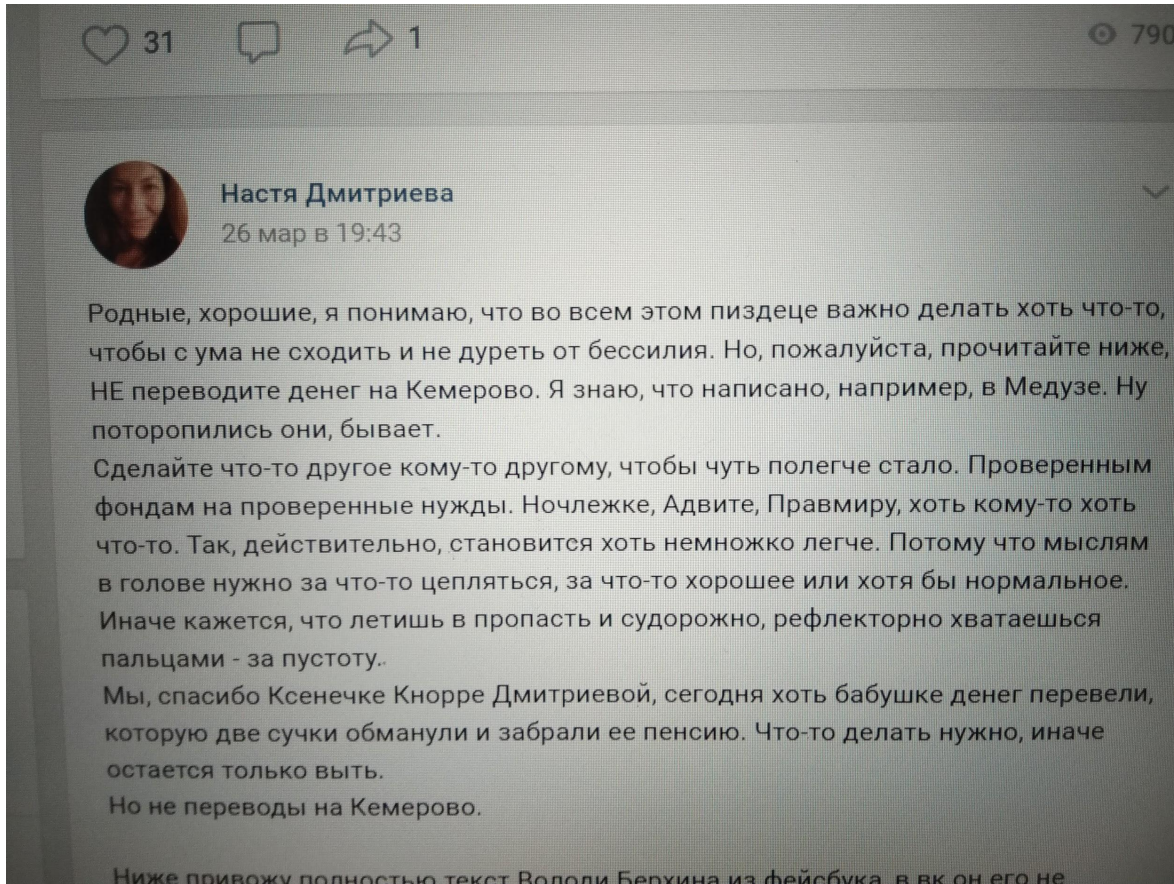 31 1 790
Настя Дмитриева
26 мар в 19:43
Родные, хорошие, я понимаю, что во всем этом пиздеце важно делать хоть что-то,
чтобы с ума не сходить и не дуреть от бессилия. Но, пожалуйста, прочитайте ниже,
НЕ переводите денег на Кемерово. Я знаю, что написано, например, в Медузе. Ну
поторопились они, бывает.
Сделайте что-то другое кому-то другому, чтобы чуть полегче стало. Проверенным
фондам на проверенные нужды. Ночлежке, Адвите, Правмиру, хоть кому-то хоть
что-то. Так, действительно, становится хоть немножко легче. Потому что мыслям
в голове нужно за что-то цепляться, за что-то хорошее или хотя бы нормальное.
Иначе кажется, что летишь в пропасть и судорожно, рефлекторно хватаешься
пальцами - за пустоту..
Мы, спасибо Ксенечке Кнорре Дмитриевой, сегодня хоть бабушке денег перевели,
которую две сучки обманули и забрали ее пенсию. Что-то делать нужно, иначе
остается только выть.
Но не переводы на Кемерово.
Ниже привожу полностью текст Володи Берхина из фейсбука, в вк он его не